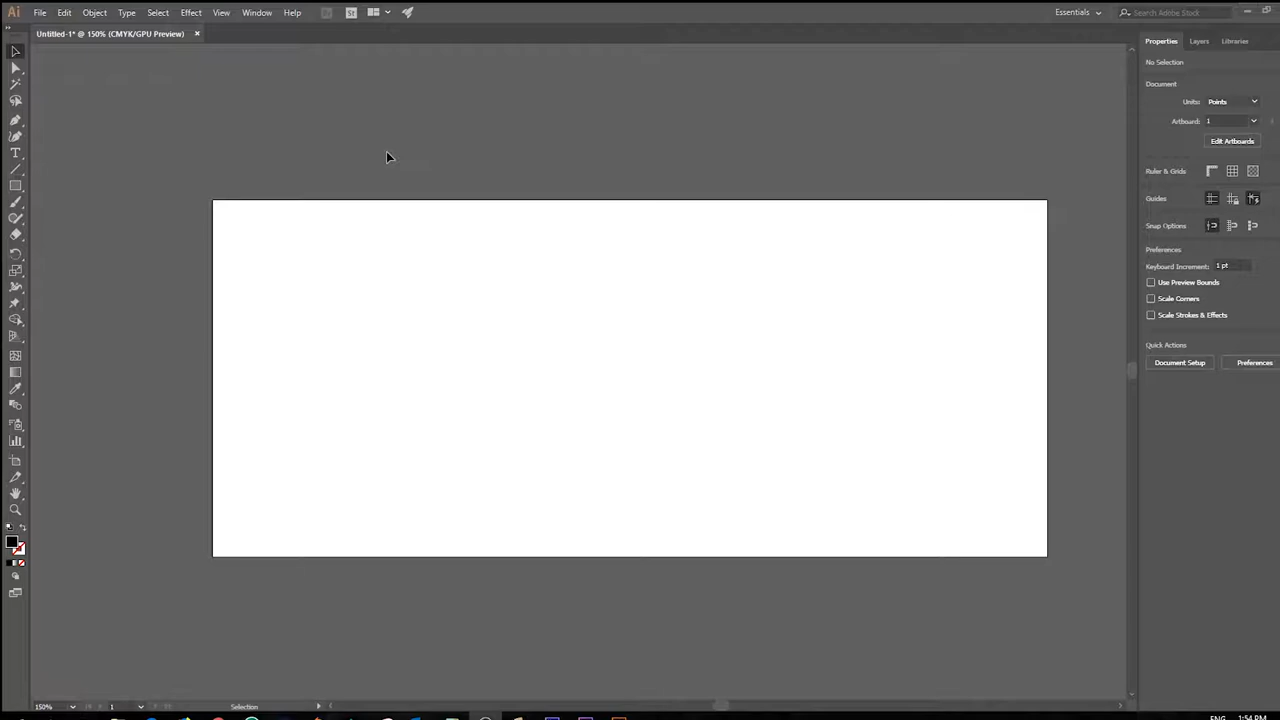 Ai File Edit Object Type Select Effect View Window Help St Essentials Search Adobe Stock
Untitled-1* @ 150% (CMYK/GPU Preview) ×
Properties Layers Libraries
No Selection
Document
Units: Points
Artboard: 1
Edit Artboards
Ruler & Grids
Guides
Snap Options
Preferences
Keyboard Increment: 1 pt
Use Preview Bounds
Scale Corners
Scale Strokes & Effects
Quick Actions
Document Setup Preferences
150% 1 Selection
ENG 1:54 PM